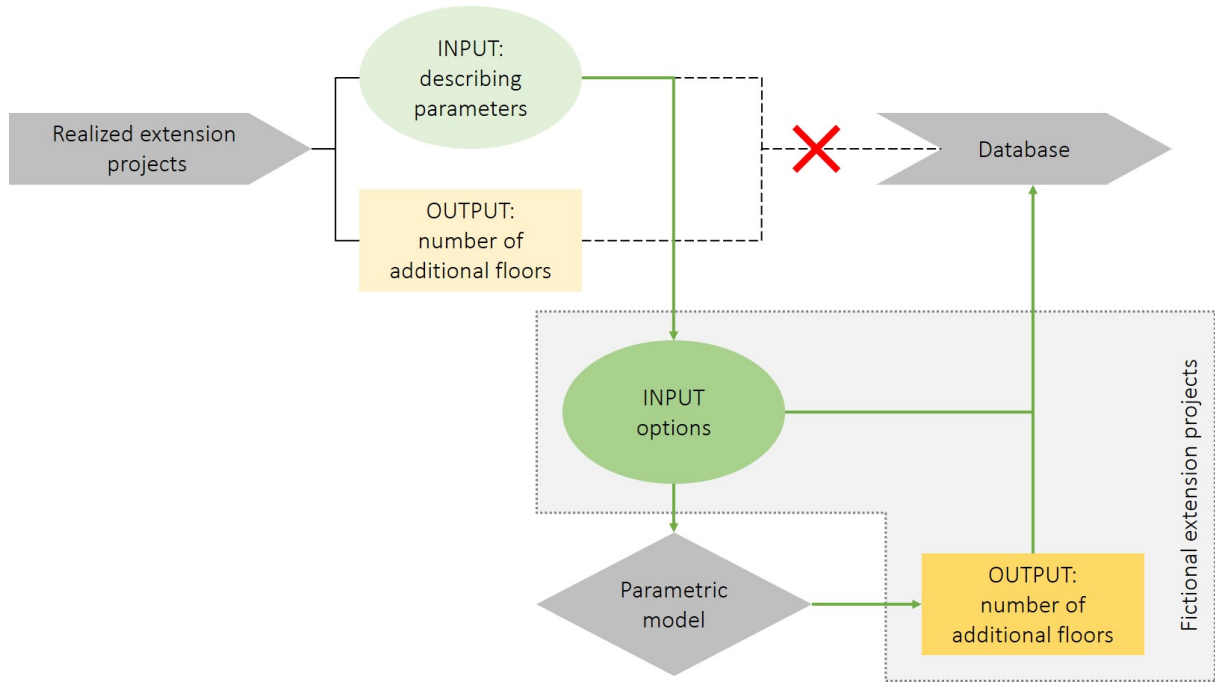 INPUT:
describing
parameters
Realized extension
projects
Database
OUTPUT:
number of
additional floors
INPUT
options
Fictional extension projects
Parametric
model
OUTPUT:
number of
additional floors